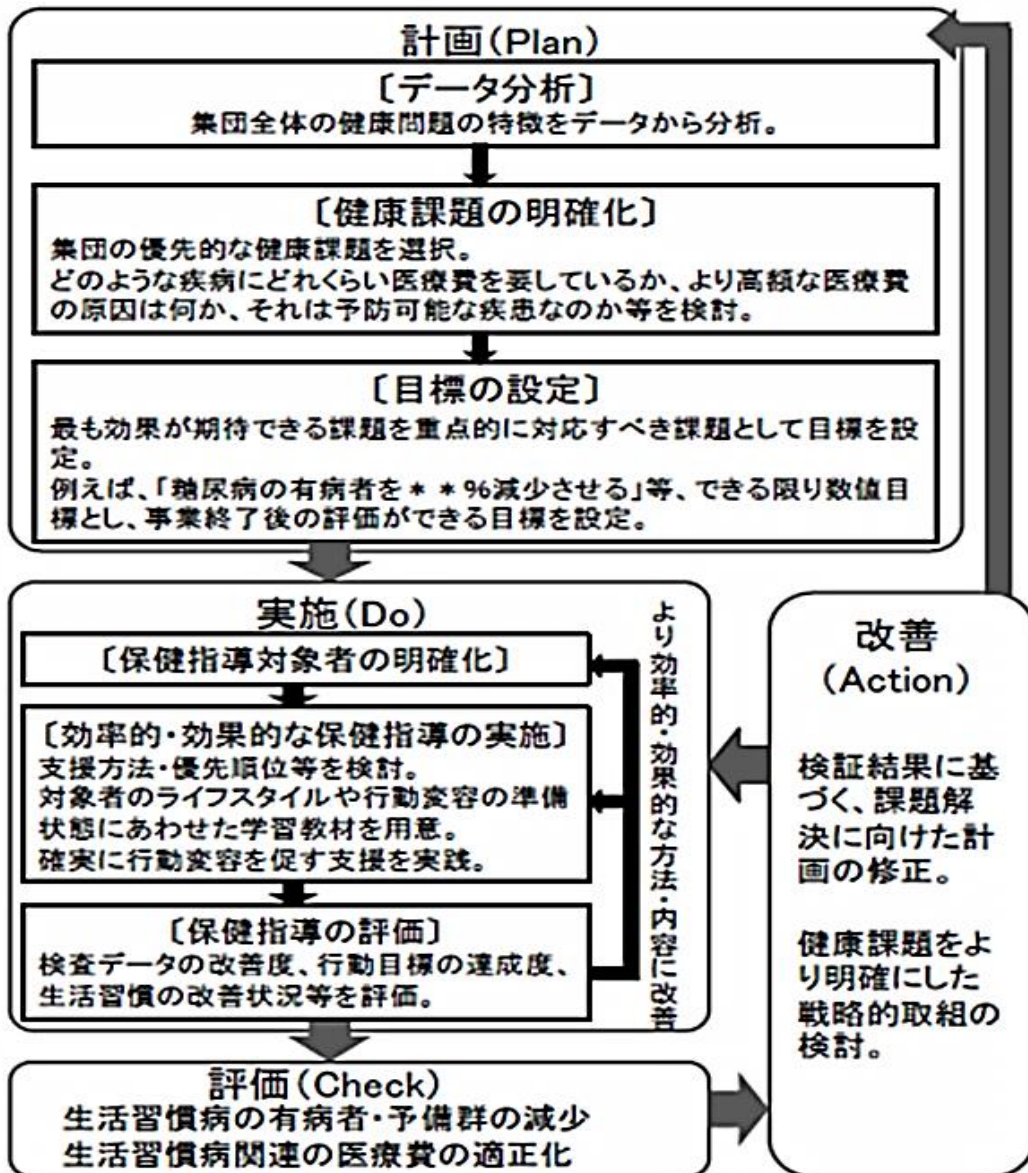 計画(Plan)
〔データ分析〕
集団全体の健康問題の特徴をデータから分析。
〔健康課題の明確化〕
集団の優先的な健康課題を選択。
どのような疾病にどれくらい医療費を要しているか、より高額な医療費
の原因は何か、それは予防可能な疾患なのか等を検討。
〔目標の設定〕
最も効果が期待できる課題を重点的に対応すべき課題として目標を設
定。
例えば、「糖尿病の有病者を＊＊%減少させる」等、できる限り数値目
標とし、事業終了後の評価ができる目標を設定。
実施(Do)
〔保健指導対象者の明確化〕
〔効率的・効果的な保健指導の実施〕
支援方法・優先順位等を検討。
対象者のライフスタイルや行動変容の準備
状態にあわせた学習教材を用意。
確実に行動変容を促す支援を実践。
〔保健指導の評価〕
検査データの改善度、行動目標の達成度、
生活習慣の改善状況等を評価。
より効率的・効果的な方法・内容に改善
評価(Check)
生活習慣病の有病者・予備群の減少
生活習慣病関連の医療費の適正化
改善
(Action)
検証結果に基
づく、課題解
決に向けた計
画の修正。
健康課題をよ
り明確にした
戦略的取組の
検討。